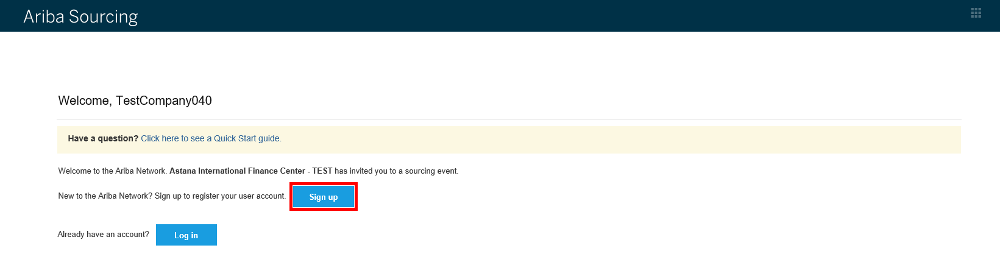 Ariba Sourcing
Welcome, TestCompany040
Have a question? Click here to see a Quick Start guide.
Welcome to the Ariba Network. Astana International Finance Center - TEST has invited you to a sourcing event.
New to the Ariba Network? Sign up to register your user account. Sign up
Already have an account? Log in